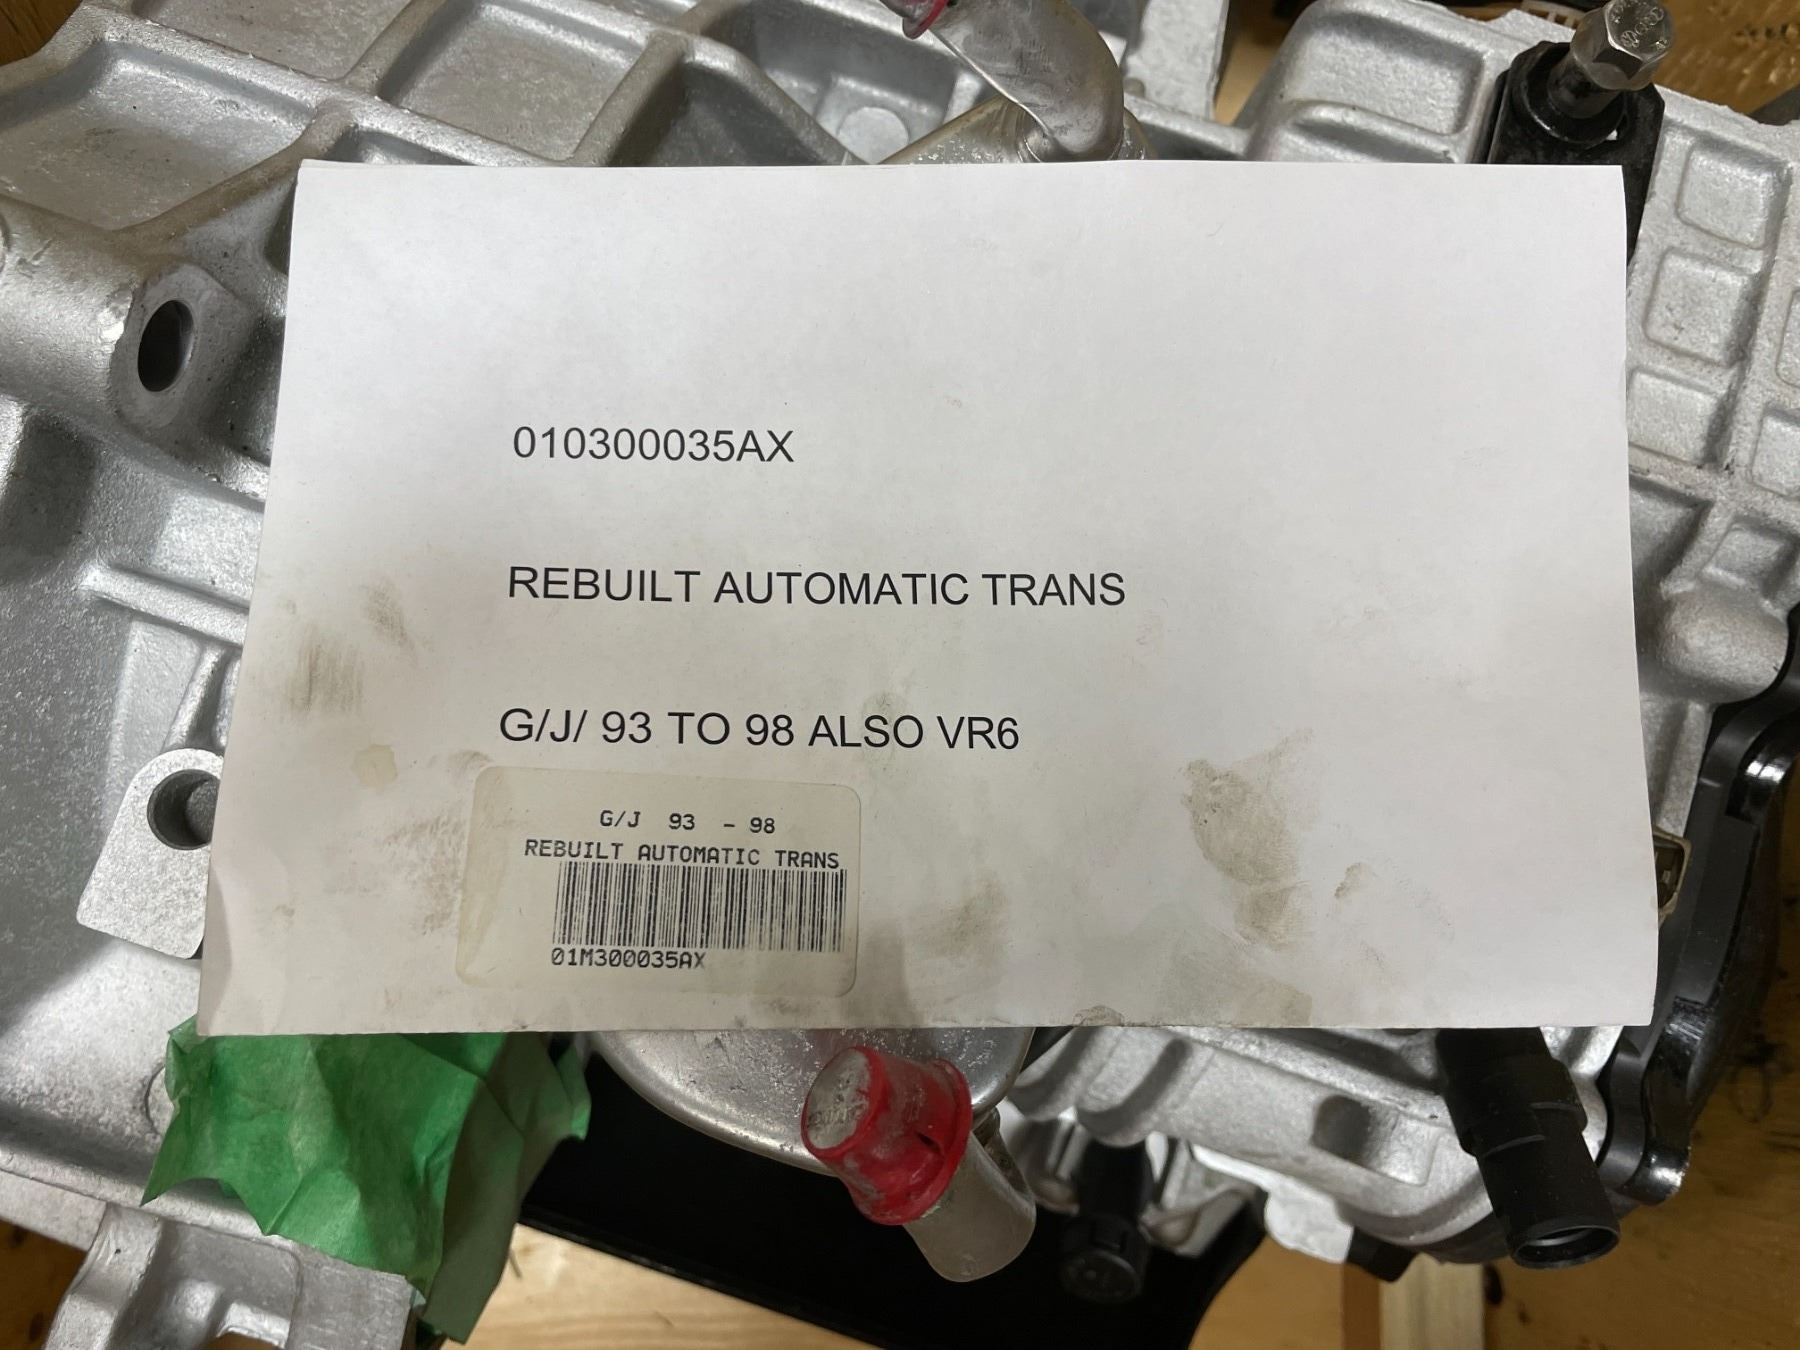 010300035AX
REBUILT AUTOMATIC TRANS
G/J/ 93 TO 98 ALSO VR6
G/J 93 - 98
REBUILT AUTOMATIC TRANS
01M300035AX